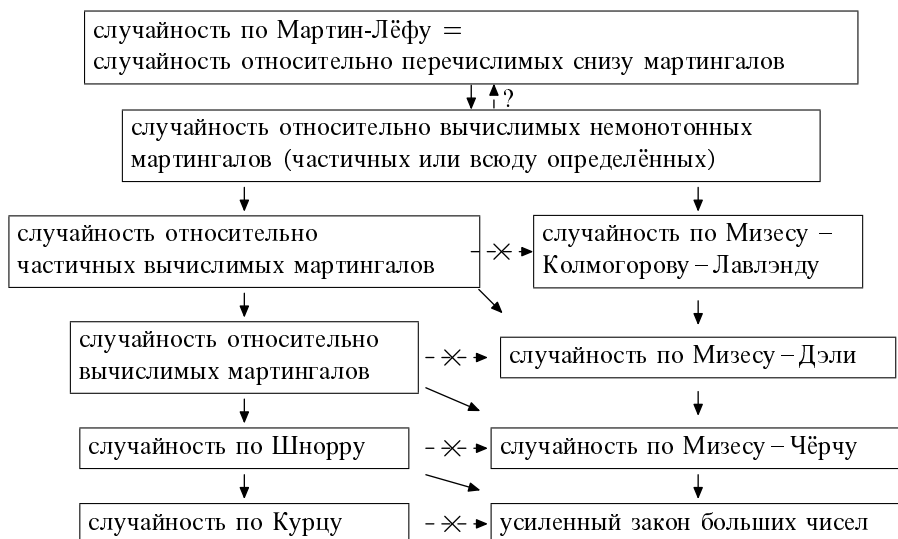 случайность по Мартин-Лёфу =
случайность относительно перечислимых снизу мартингалов
?
случайность относительно вычислимых немонотонных
мартингалов (частичных или всюду определённых)
случайность относительно
частичных вычислимых мартингалов
случайность по Мизесу –
Колмогорову – Лавлэнду
случайность относительно
вычислимых мартингалов
случайность по Мизесу – Дэли
случайность по Шнорру
случайность по Мизесу – Чёрчу
случайность по Курцу
усиленный закон больших чисел